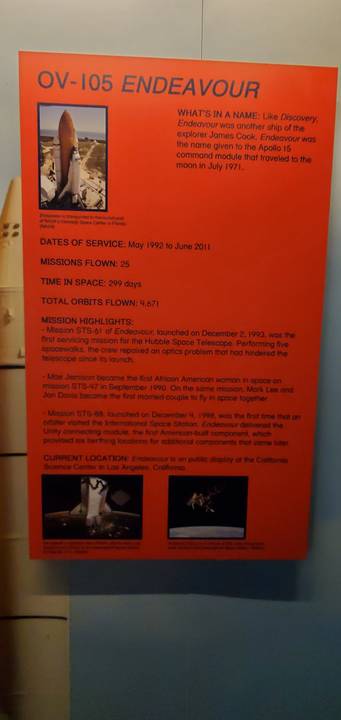 OV-105 ENDEAVOUR
WHAT'S IN A NAME: Like Discovery,
Endeavour was another ship of the
explorer James Cook. Endeavour was
the name given to the Apollo 15
command module that traveled to the
moon in July 1971.
DATES OF SERVICE: May 1992 to June 2011
MISSIONS FLOWN: 25
TIME IN SPACE: 299 days
TOTAL ORBITS FLOWN: 4,671
MISSION HIGHLIGHTS:
- Mission STS-61 of Endeavour, launched on December 2, 1993, was the
first servicing mission for the Hubble Space Telescope. Performing five
spacewalks, the crew repaired an optics problem that had hindered the
telescope since its launch.
- Mae Jemison became the first African American woman in space on
mission STS-47 in September 1990. On the same mission, Mark Lee and
Jan Davis became the first married couple to fly in space together.
- Mission STS-88, launched on December 4, 1998, was the first time that an
orbiter visited the International Space Station. Endeavour delivered the
Unity connecting module, the first American-built component, which
provided six berthing locations for additional components that came later.
CURRENT LOCATION: Endeavour is on public display at the California
Science Center in Los Angeles, California.